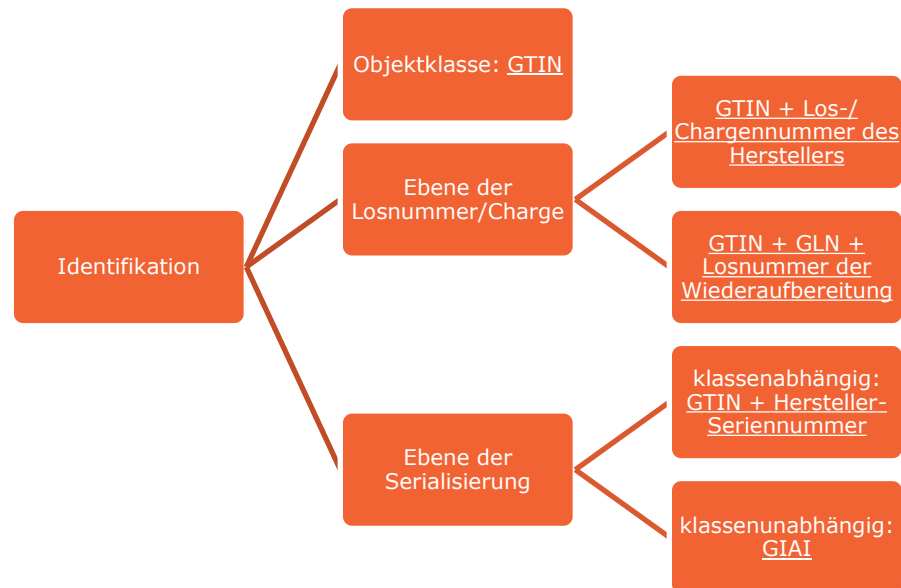 Identifikation
Objektklasse: GTIN
Ebene der
Losnummer/Charge
GTIN + Los-/
Chargennummer des
Herstellers
GTIN + GLN +
Losnummer der
Wiederaufbereitung
Ebene der
Serialisierung
klassenabhängig:
GTIN + Hersteller-
Seriennummer
klassenunabhängig:
GIAI